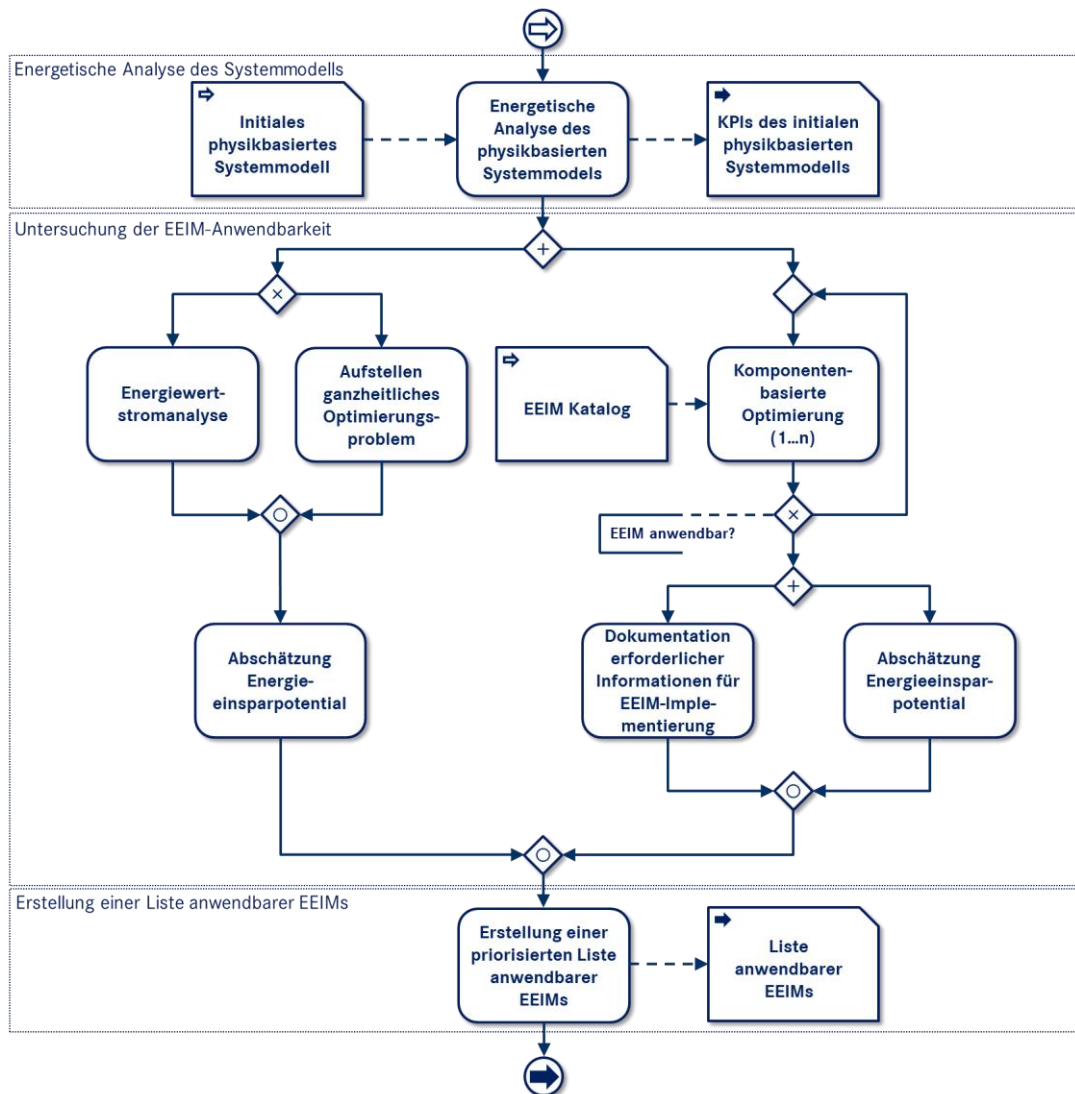 Energetische Analyse des Systemmodells
Initiales
physikbasiertes
Systemmodell
Energetische
Analyse des
physikbasierten
Systemmodels
KPIs des initialen
physikbasierten
Systemmodells
Untersuchung der EEIM-Anwendbarkeit
Energiewert-
stromanalyse
Aufstellen
ganzheitliches
Optimierungs-
problem
EEIM Katalog
Komponenten-
basierte
Optimierung
(1...n)
EEIM anwendbar?
Abschätzung
Energie-
einsparpotential
Dokumentation
erforderlicher
Informationen für
EEIM-Imple-
mentierung
Abschätzung
Energieeinspar-
potential
Erstellung einer Liste anwendbarer EEIMs
Erstellung einer
priorisierten Liste
anwendbarer
EEIMs
Liste
anwendbarer
EEIMs